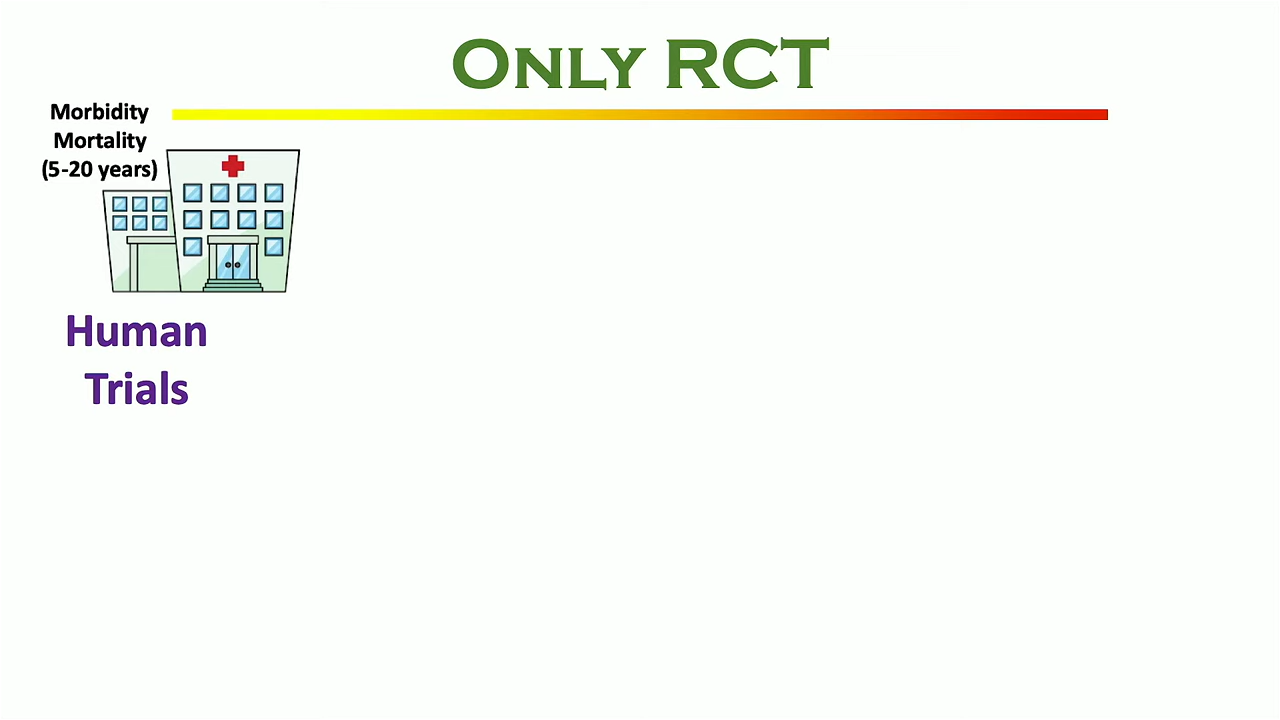 Only RCT
Morbidity
Mortality
(5-20 years)
Human
Trials